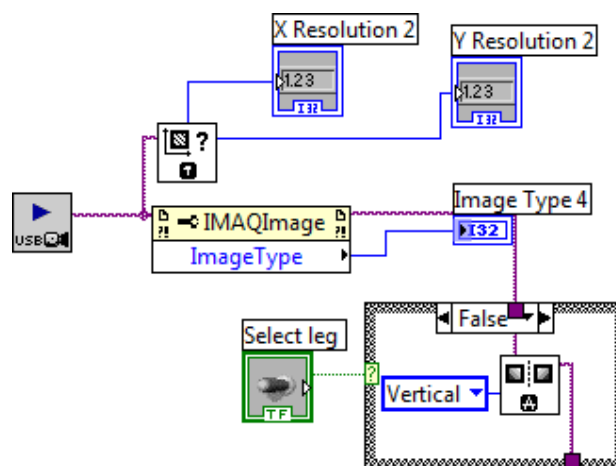 X Resolution 2
1.23
I32
Y Resolution 2
1.23
I32
?
USB
IMAQImage
?!
?!
ImageType
Image Type 4
I32
False
Select leg
TF
?
Vertical